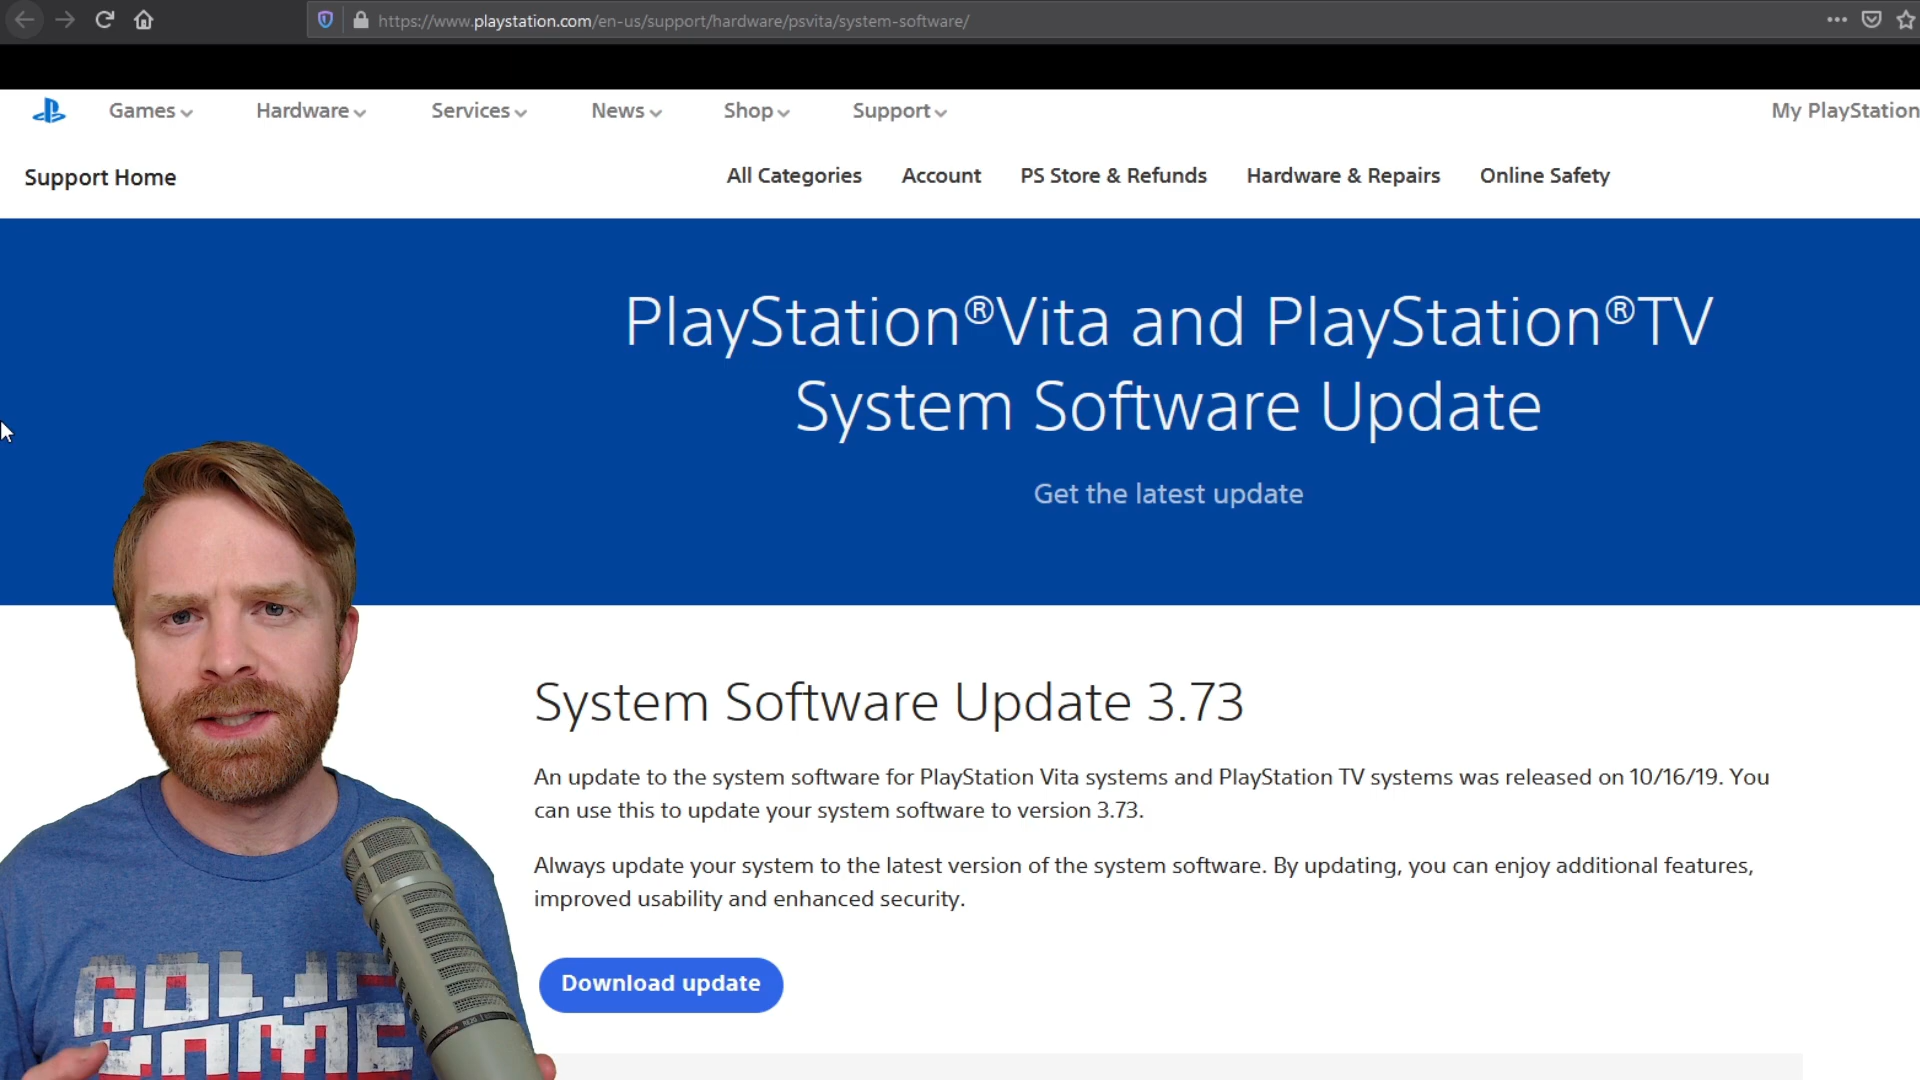 https://www.playstation.com/en-us/support/hardware/psvita/system-software/
Games Hardware Services News Shop Support My PlayStation
Support Home All Categories Account PS Store & Refunds Hardware & Repairs Online Safety
PlayStation®Vita and PlayStation®TV
System Software Update
Get the latest update
System Software Update 3.73
An update to the system software for PlayStation Vita systems and PlayStation TV systems was released on 10/16/19. You
can use this to update your system software to version 3.73.
Always update your system to the latest version of the system software. By updating, you can enjoy additional features,
improved usability and enhanced security.
Download update